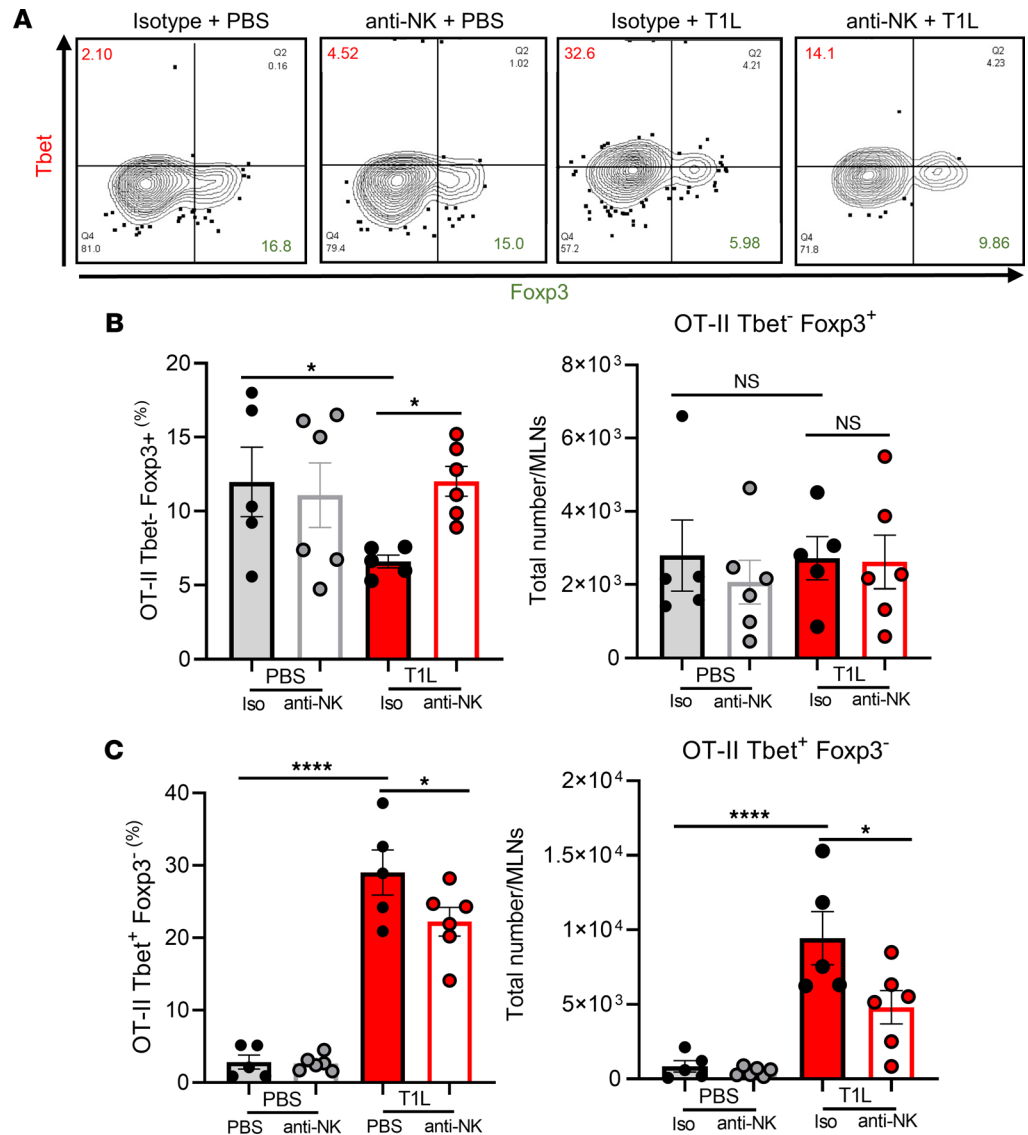 A
Isotype + PBS
anti-NK + PBS
Isotype + T1L
anti-NK + T1L
2.10
Q2
0.16
4.52
Q2
1.02
32.6
Q2
4.21
14.1
Q2
4.23
Tbet
Q4
81.0
16.8
Q4
79.4
15.0
Q4
57.2
5.98
Q4
71.8
9.86
Foxp3
B
OT-II Tbet- Foxp3+ (%)
20
15
10
5
0
*
*
PBS
T1L
Iso
anti-NK
Iso
anti-NK
OT-II Tbet⁻ Foxp3⁺
Total number/MLNs
8×10³
6×10³
4×10³
2×10³
0
NS
NS
PBS
T1L
Iso
anti-NK
Iso
anti-NK
C
OT-II Tbet⁺ Foxp3⁻ (%)
40
30
20
10
0
****
*
PBS
T1L
PBS
anti-NK
PBS
anti-NK
OT-II Tbet⁺ Foxp3⁻
Total number/MLNs
2×10⁴
1.5×10⁴
1×10⁴
5×10³
0
****
*
PBS
T1L
Iso
anti-NK
Iso
anti-NK